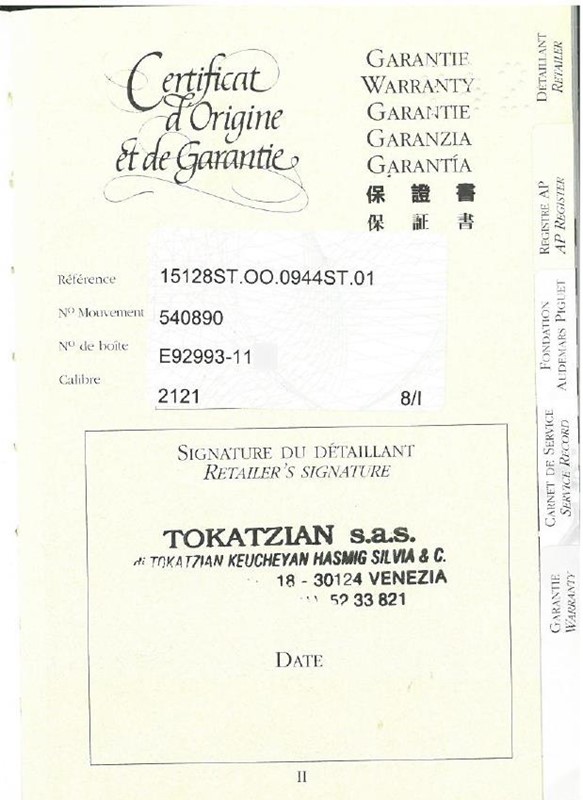 Certificat
d'Origine
et de Garantie
GARANTIE
WARRANTY
GARANTIE
GARANZIA
GARANTÍA
保 證 書
保 証 書
Référence 15128ST.OO.0944ST.01
Nº Mouvement 540890
Nº de boîte E92993-11
Calibre 2121 8/I
SIGNATURE DU DÉTAILLANT
RETAILER'S SIGNATURE
TOKATZIAN s.a.s.
di TOKATZIAN KEUCHEYAN HASMIG SILVIA & C.
18 - 30124 VENEZIA
52 33 821
DATE
II
DÉTAILLANT
RETAILER
REGISTRE AP
AP REGISTER
FONDATION
AUDEMARS PIGUET
CARNET DE SERVICE
SERVICE RECORD
GARANTIE
WARRANTY